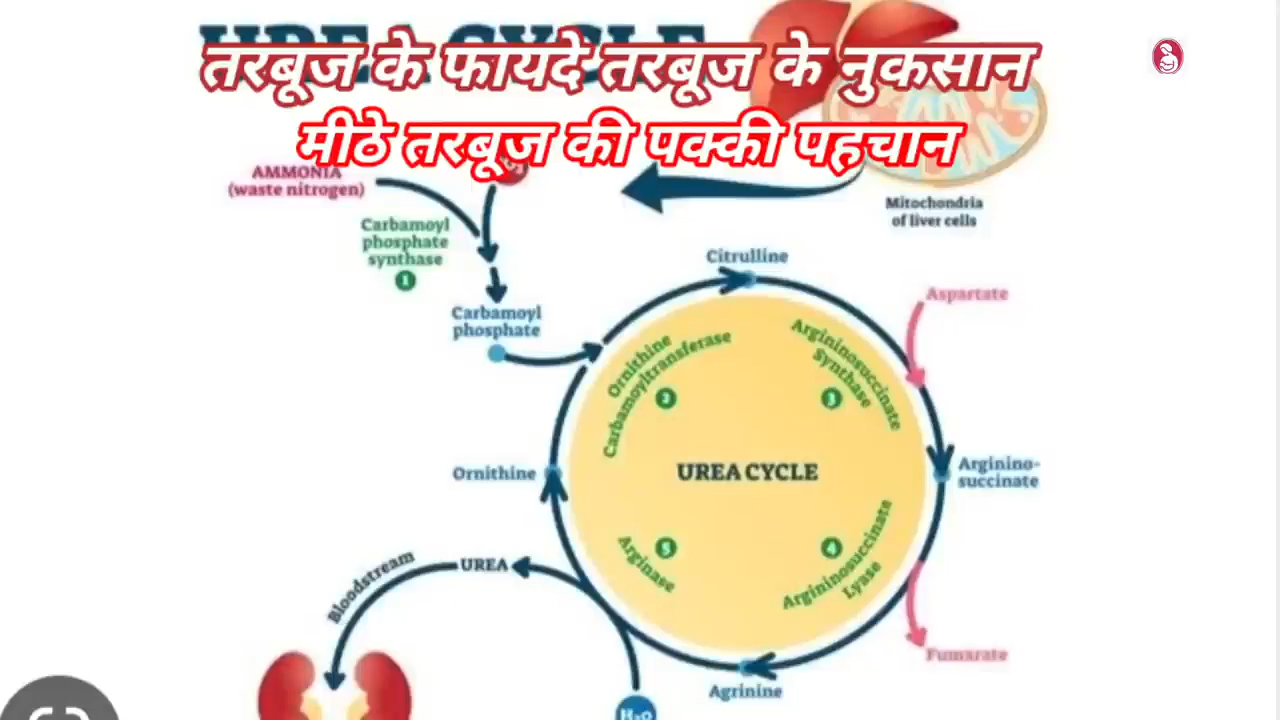 UREA CYCLE
तरबूज के फायदे तरबूज के नुकसान
मीठे तरबूज की पक्की पहचान
AMMONIA
(waste nitrogen)
Mitochondria
of liver cells
Carbamoyl
phosphate
synthase
1
Citrulline
Aspartate
Carbamoyl
phosphate
Ornithine
Carbamoyltransferase
2
Argininosuccinate
Synthase
3
UREA CYCLE
Ornithine
Arginino-
succinate
5
Arginase
4
Argininosuccinate
Lyase
Bloodstream
UREA
Fumarate
Agrinine
H₂O